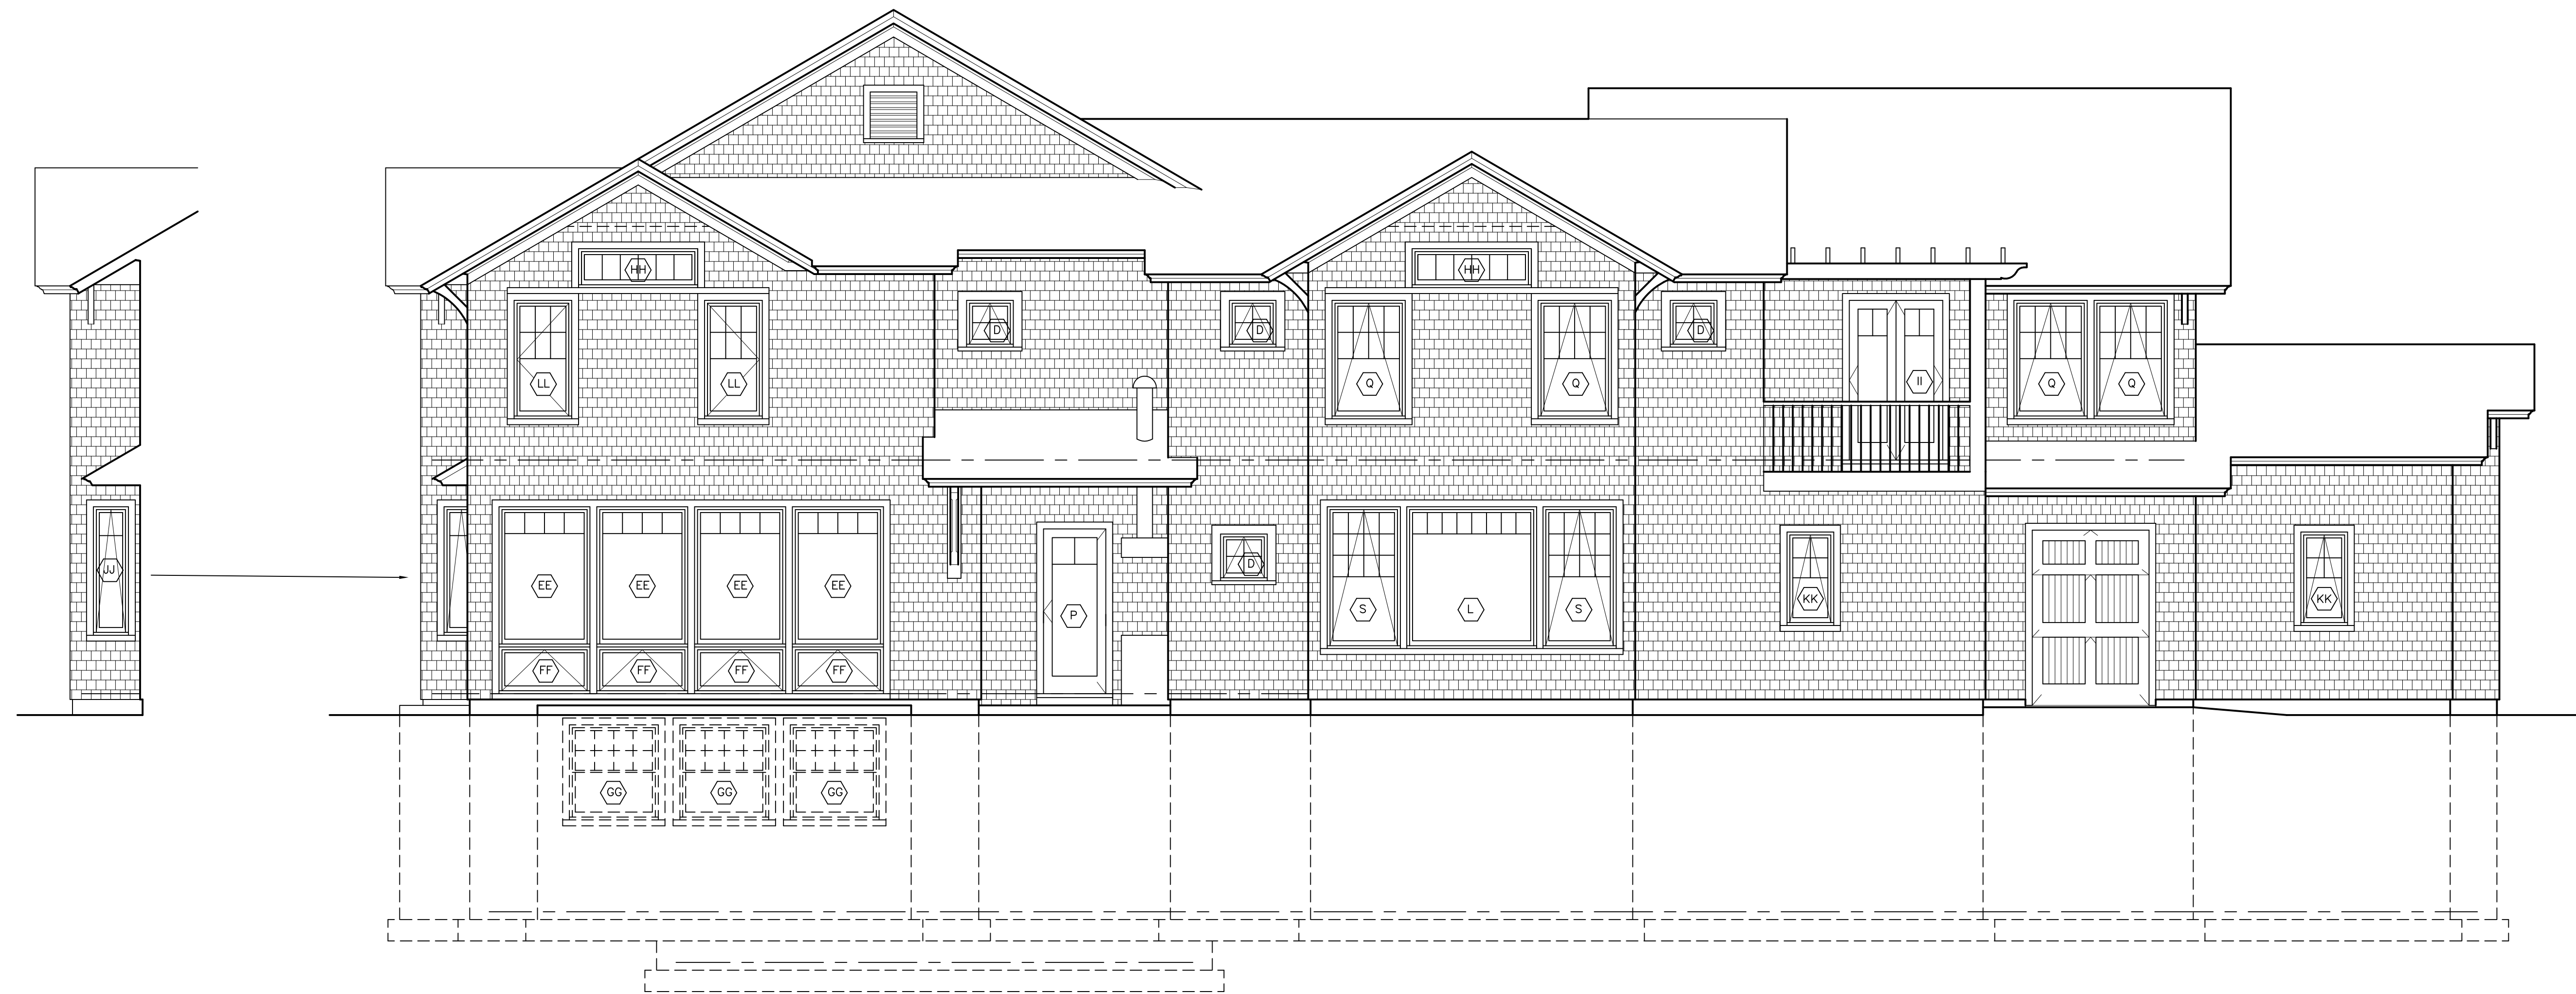 HH HH
D D D
LL LL Q Q II Q Q
JJ EE EE EE EE D
P S L S KK KK
FF FF FF FF
GG GG GG